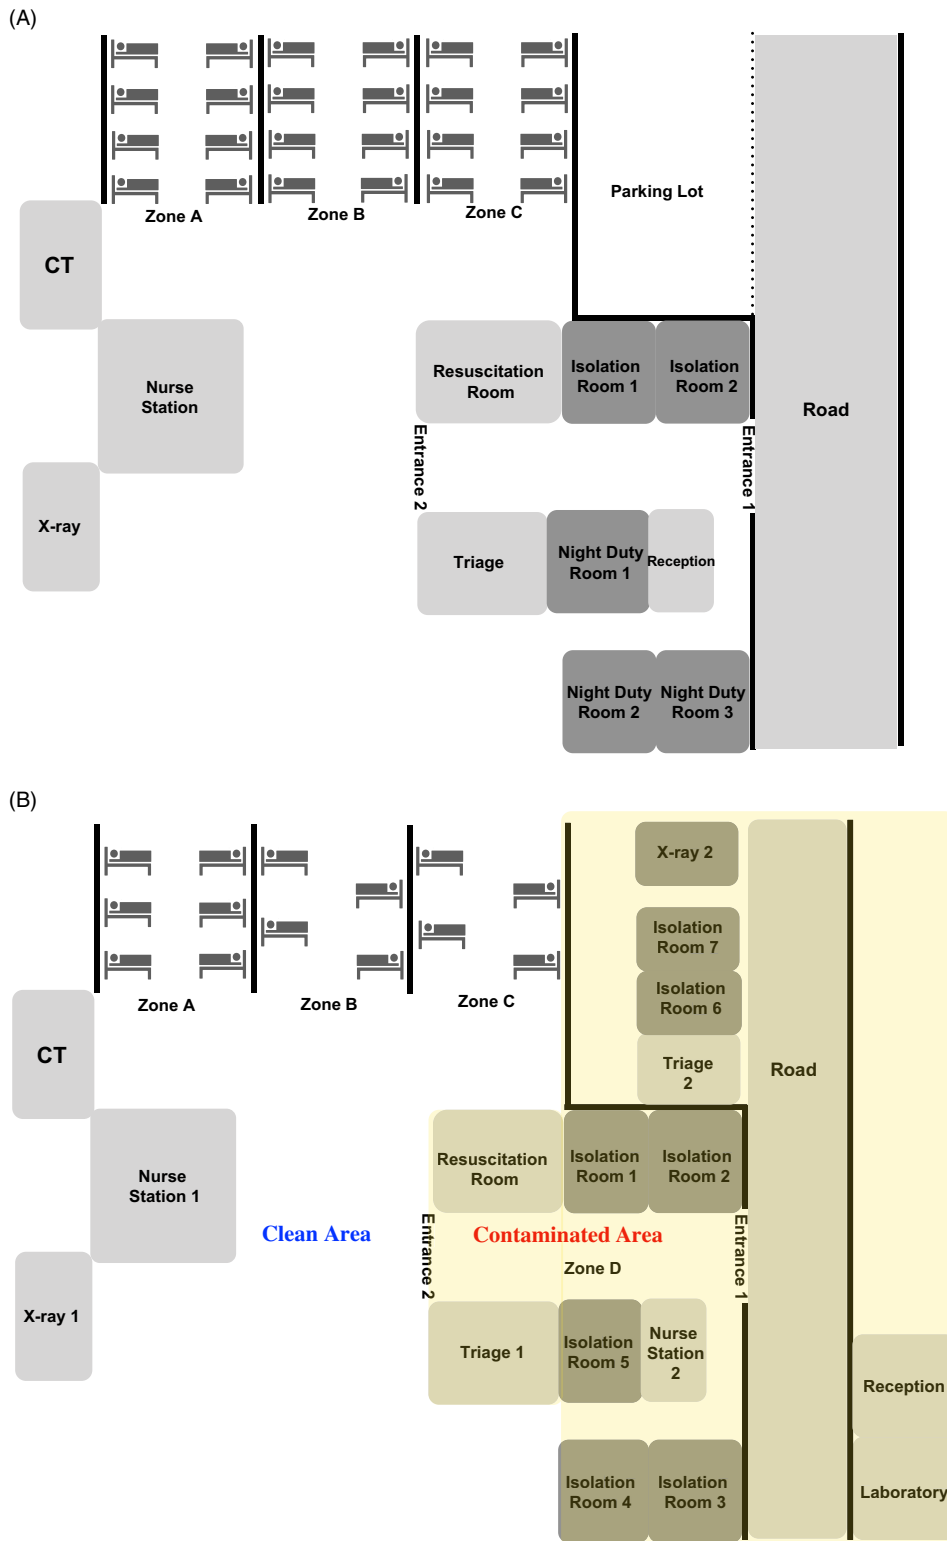 (A)
Zone A
Zone B
Zone C
Parking Lot
CT
Nurse
Station
X-ray
Resuscitation
Room
Isolation
Room 1
Isolation
Room 2
Road
Entrance 2
Entrance 1
Triage
Night Duty
Room 1
Reception
Night Duty
Room 2
Night Duty
Room 3
(B)
X-ray 2
Isolation
Room 7
Isolation
Room 6
Triage
2
Road
Zone A
Zone B
Zone C
CT
Nurse
Station 1
X-ray 1
Resuscitation
Room
Isolation
Room 1
Isolation
Room 2
Clean Area
Contaminated Area
Entrance 2
Entrance 1
Zone D
Triage 1
Isolation
Room 5
Nurse
Station
2
Reception
Isolation
Room 4
Isolation
Room 3
Laboratory